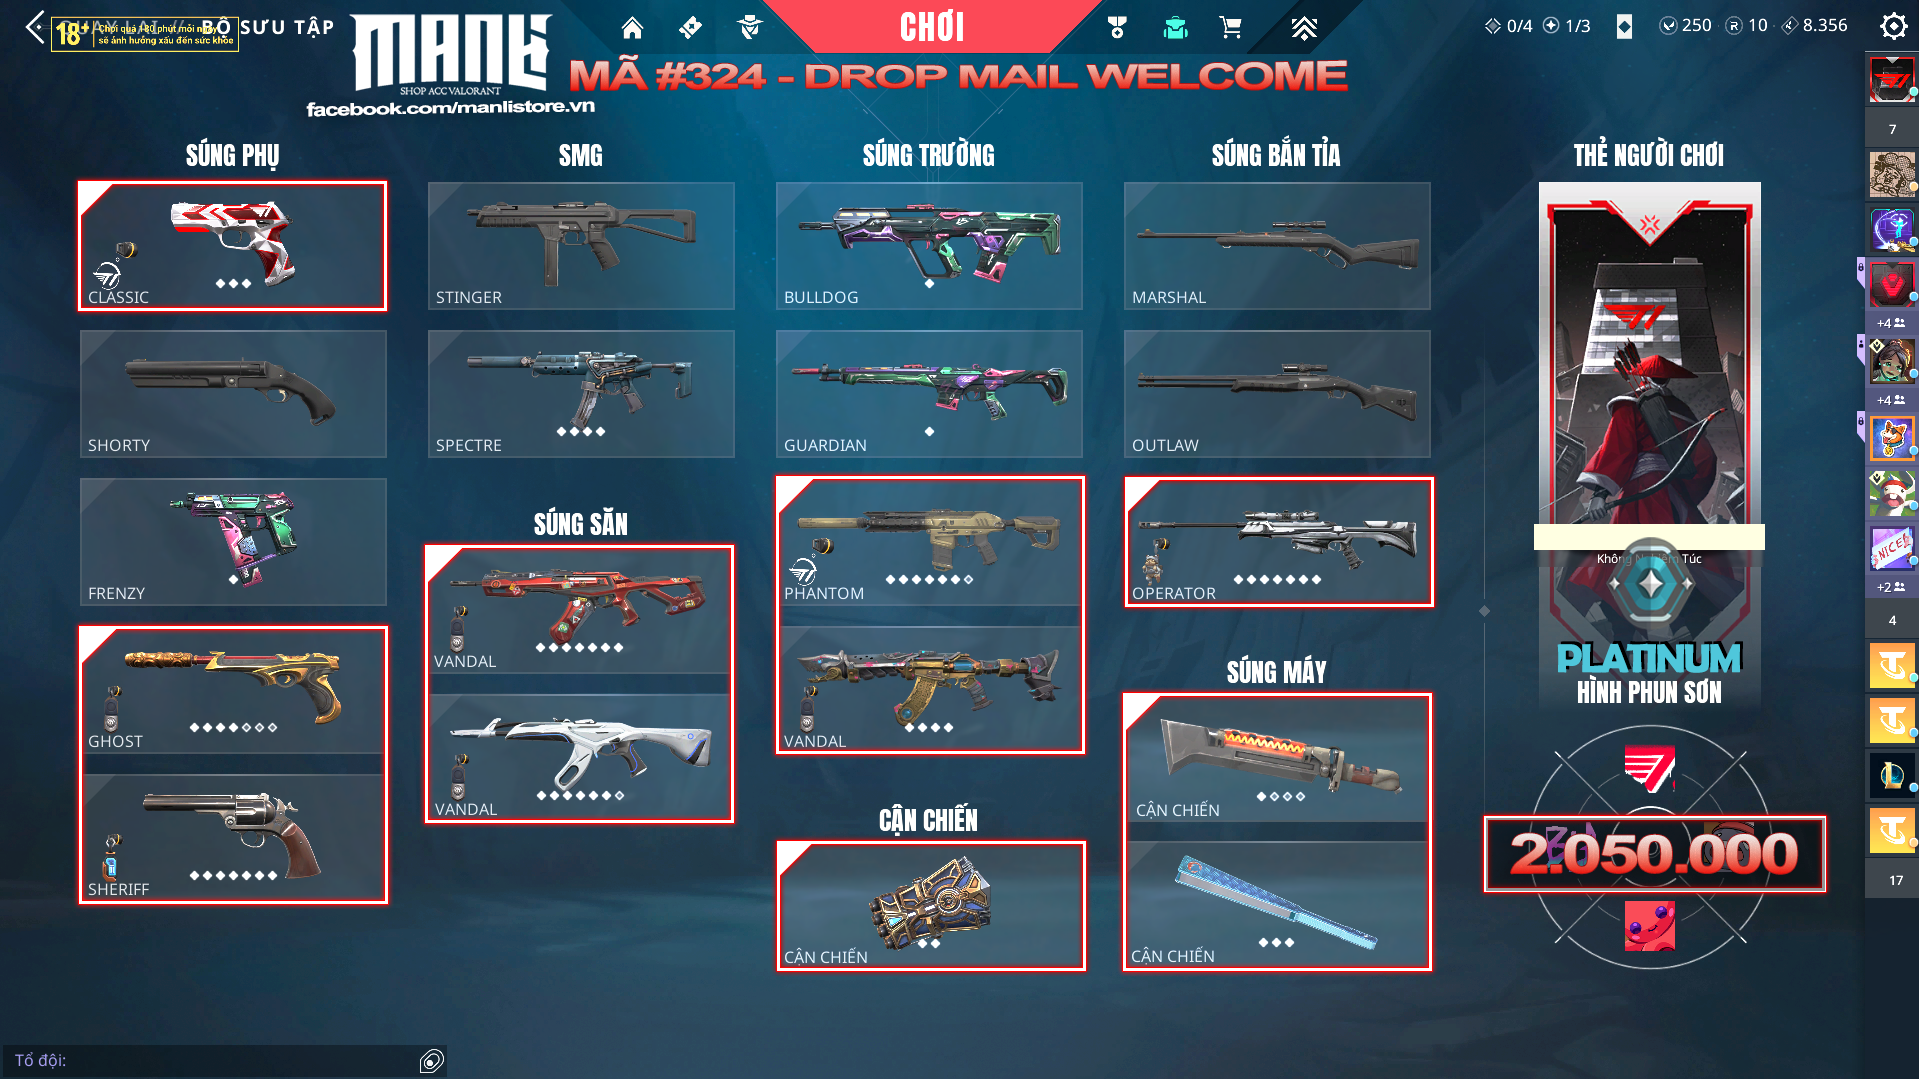 BỘ SƯU TẬP
18+
Chơi quá 180 phút mỗi ngày
sẽ ảnh hưởng xấu đến sức khỏe
SHOP ACC VALORANT
facebook.com/manlistore.vn
CHƠI
MÃ #324 - DROP MAIL WELCOME
0/4
1/3
250
10
8.356
SÚNG PHỤ
CLASSIC
SHORTY
FRENZY
GHOST
SHERIFF
SMG
STINGER
SPECTRE
SÚNG SĂN
VANDAL
VANDAL
SÚNG TRƯỜNG
BULLDOG
GUARDIAN
PHANTOM
VANDAL
CẬN CHIẾN
CẬN CHIẾN
SÚNG BẮN TỈA
MARSHAL
OUTLAW
OPERATOR
SÚNG MÁY
CẬN CHIẾN
CẬN CHIẾN
THẺ NGƯỜI CHƠI
T1
PLATINUM
HÌNH PHUN SƠN
T1
2.050.000
7
+4
+4
NICE!
+2
4
17
Tổ đội: